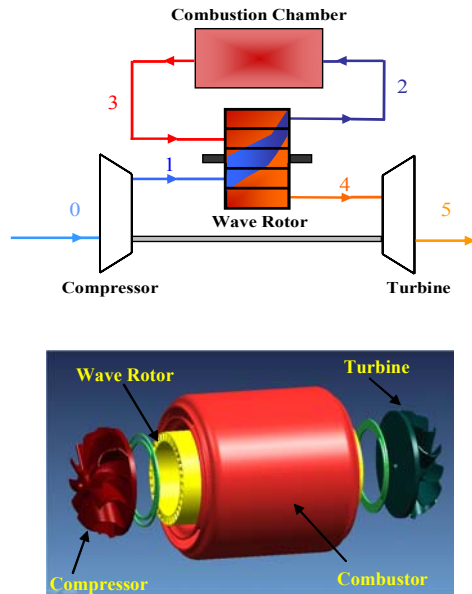 Combustion Chamber
3
2
1
4
0
5
Wave Rotor
Compressor
Turbine
Wave Rotor
Turbine
Compressor
Combustor